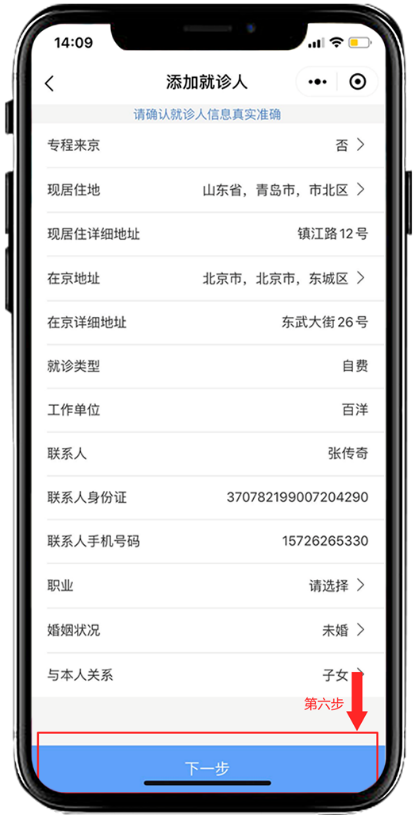 14:09
添加就诊人
请确认就诊人信息真实准确
专程来京 否
现居住地 山东省，青岛市，市北区
现居住详细地址 镇江路12号
在京地址 北京市，北京市，东城区
在京详细地址 东武大街26号
就诊类型 自费
工作单位 百洋
联系人 张传奇
联系人身份证 370782199007204290
联系人手机号码 15726265330
职业 请选择
婚姻状况 未婚
与本人关系 子女
第六步
下一步